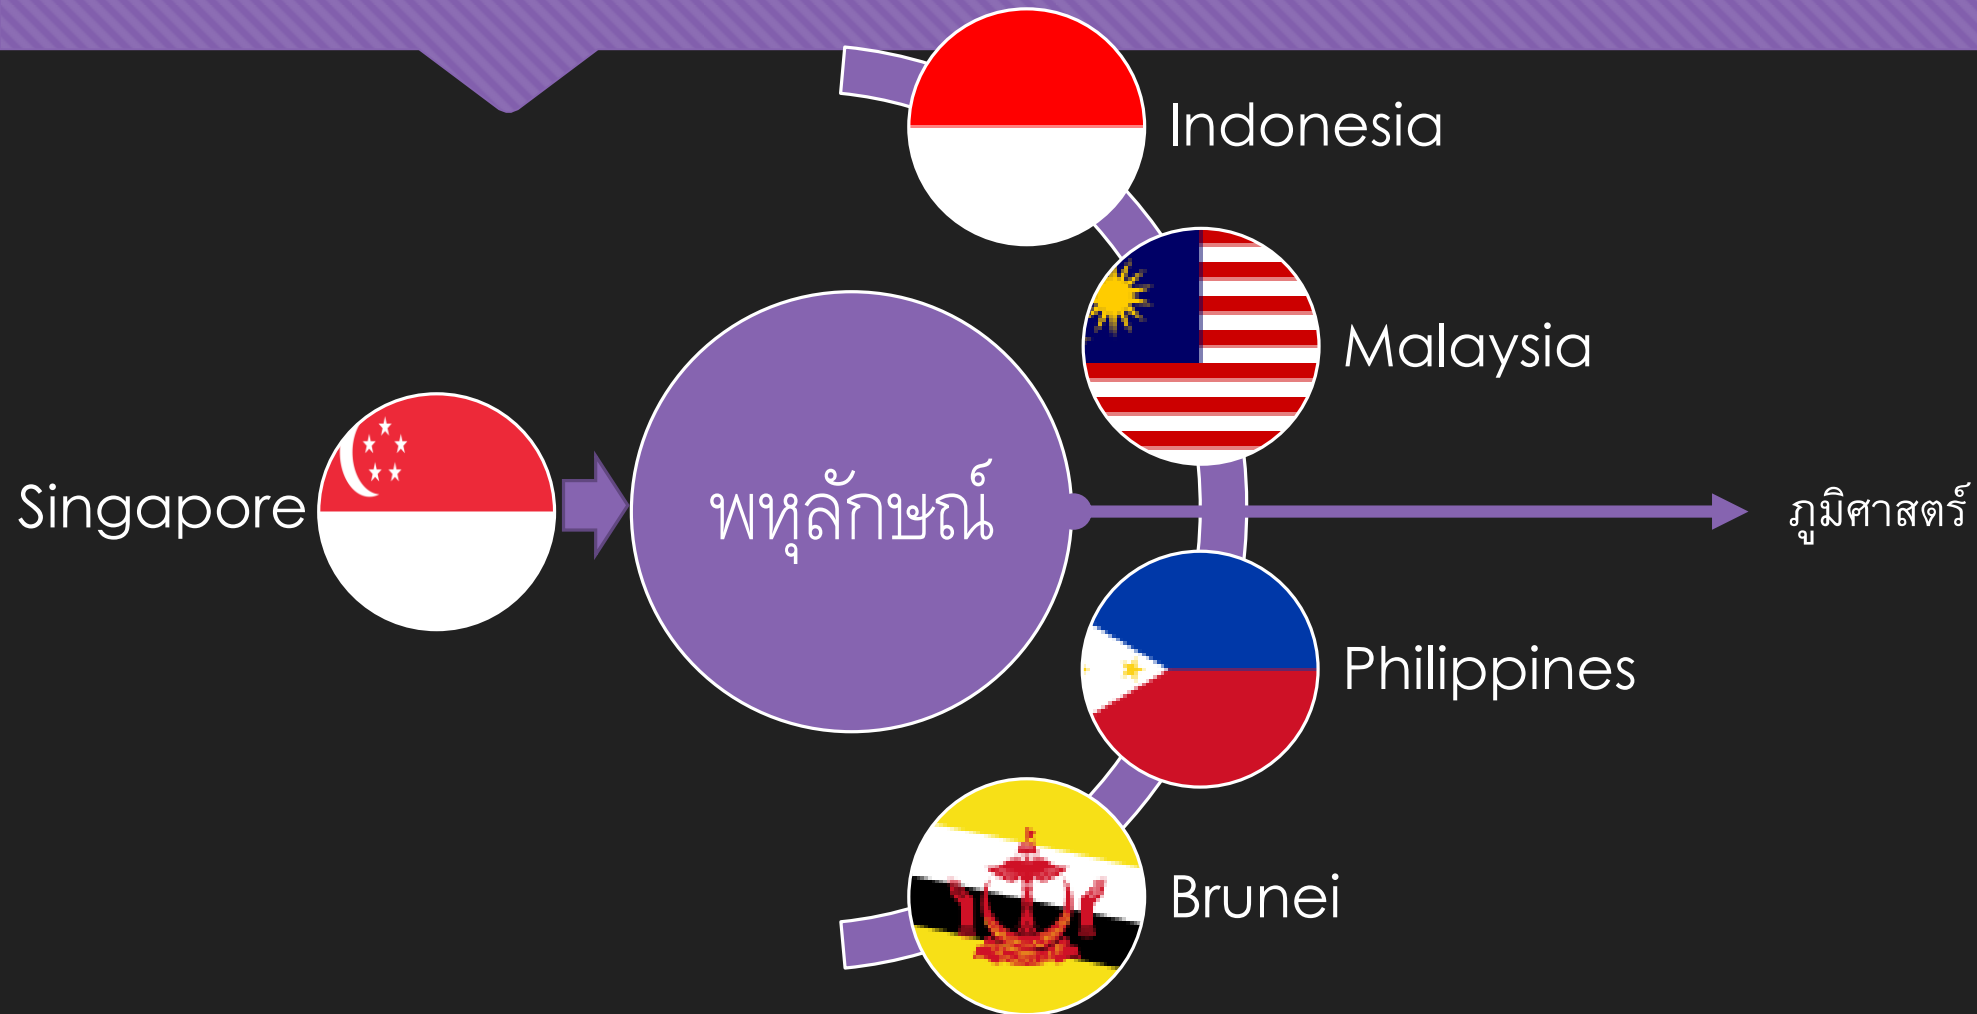 Indonesia
Malaysia
Singapore
พหุลักษณ์
ภูมิศาสตร์
Philippines
Brunei